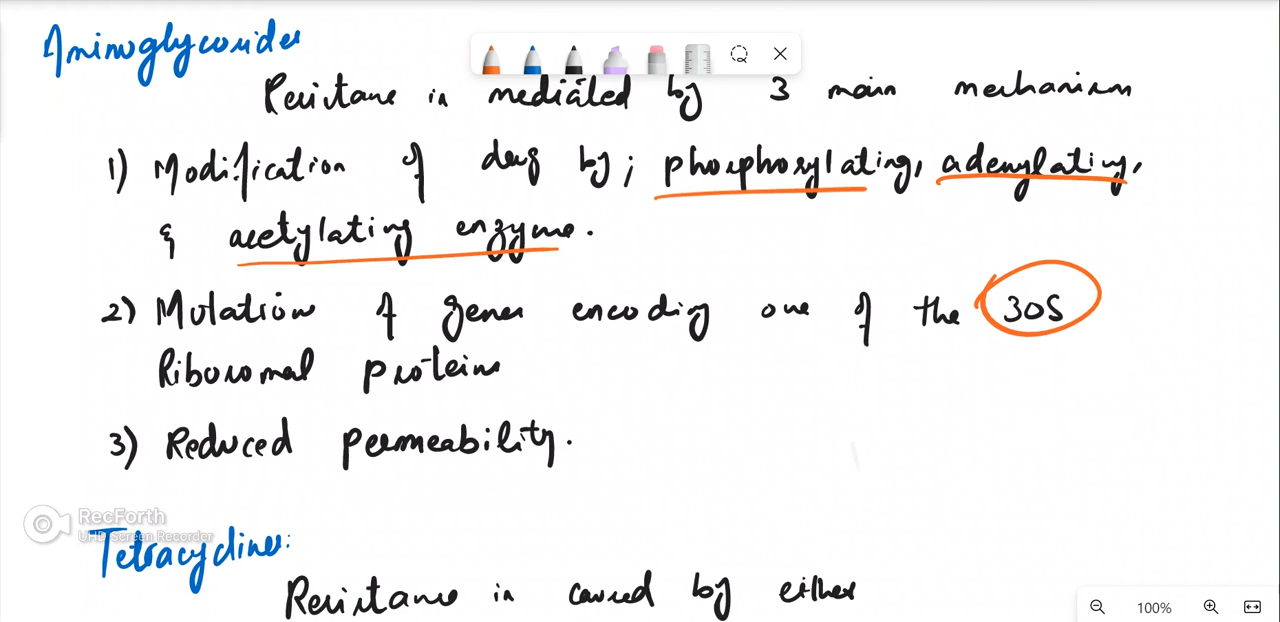 Aminoglycosides
Resistance is mediated by 3 main mechanism
1) Modification of drug by; phosphorylating, adenylating,
& acetylating enzyme.
2) Mutation of genes encoding one of the 30S
Ribosomal proteins
3) Reduced permeability.
RecForth
UHD Screen Recorder
Tetracyclines:
Resistance is caused by either
100%